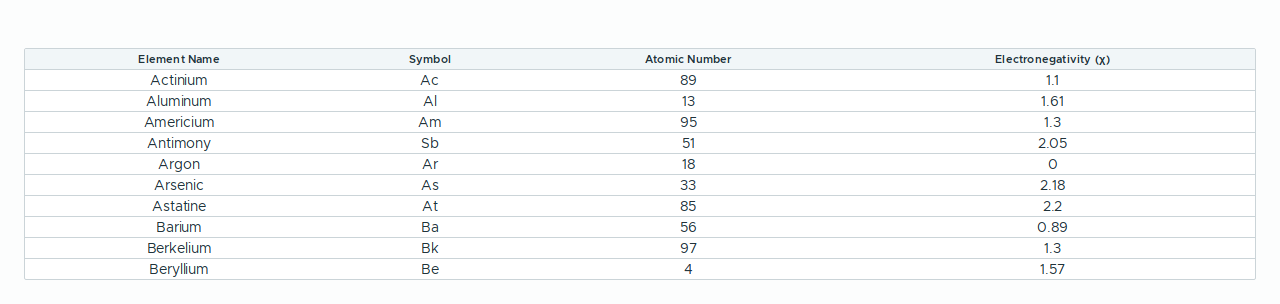 Element Name Symbol Atomic Number Electronegativity (χ)
Actinium Ac 89 1.1
Aluminum Al 13 1.61
Americium Am 95 1.3
Antimony Sb 51 2.05
Argon Ar 18 0
Arsenic As 33 2.18
Astatine At 85 2.2
Barium Ba 56 0.89
Berkelium Bk 97 1.3
Beryllium Be 4 1.57